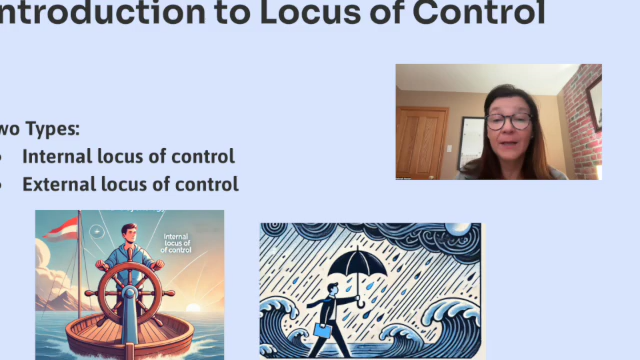 ntroduction to Locus of Control
wo Types:
• Internal locus of control
• External locus of control
Internal
locus of
of control